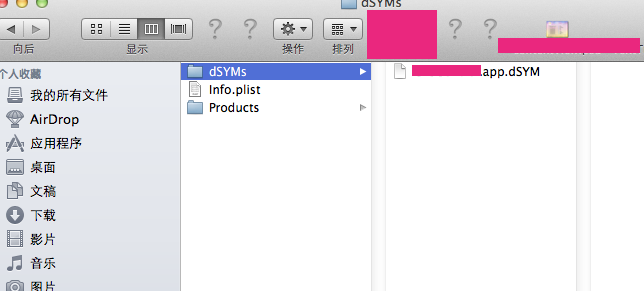 dSYMs
向后
显示
操作
排列
个人收藏
我的所有文件
AirDrop
应用程序
桌面
文稿
下载
影片
音乐
图片
dSYMs
Info.plist
Products
.app.dSYM